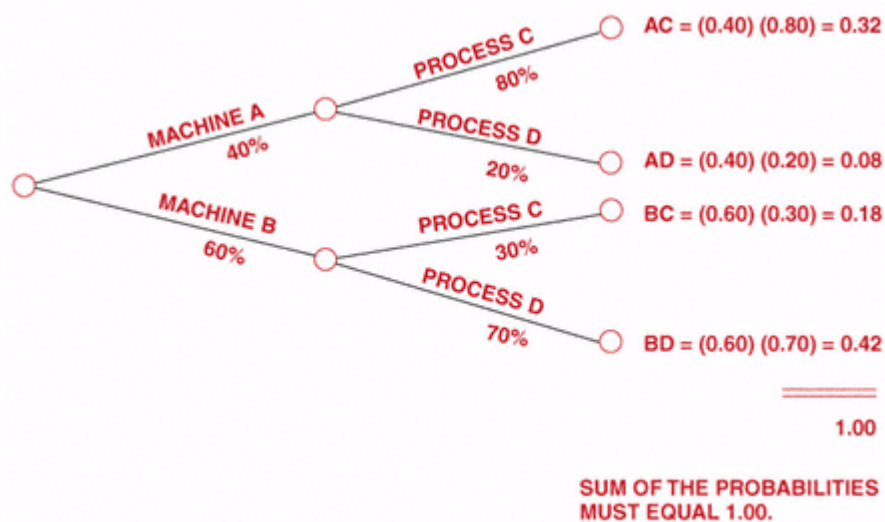 PROCESS C
80%
AC = (0.40) (0.80) = 0.32
MACHINE A
40%
PROCESS D
20%
AD = (0.40) (0.20) = 0.08
MACHINE B
60%
PROCESS C
30%
BC = (0.60) (0.30) = 0.18
PROCESS D
70%
BD = (0.60) (0.70) = 0.42
1.00
SUM OF THE PROBABILITIES
MUST EQUAL 1.00.